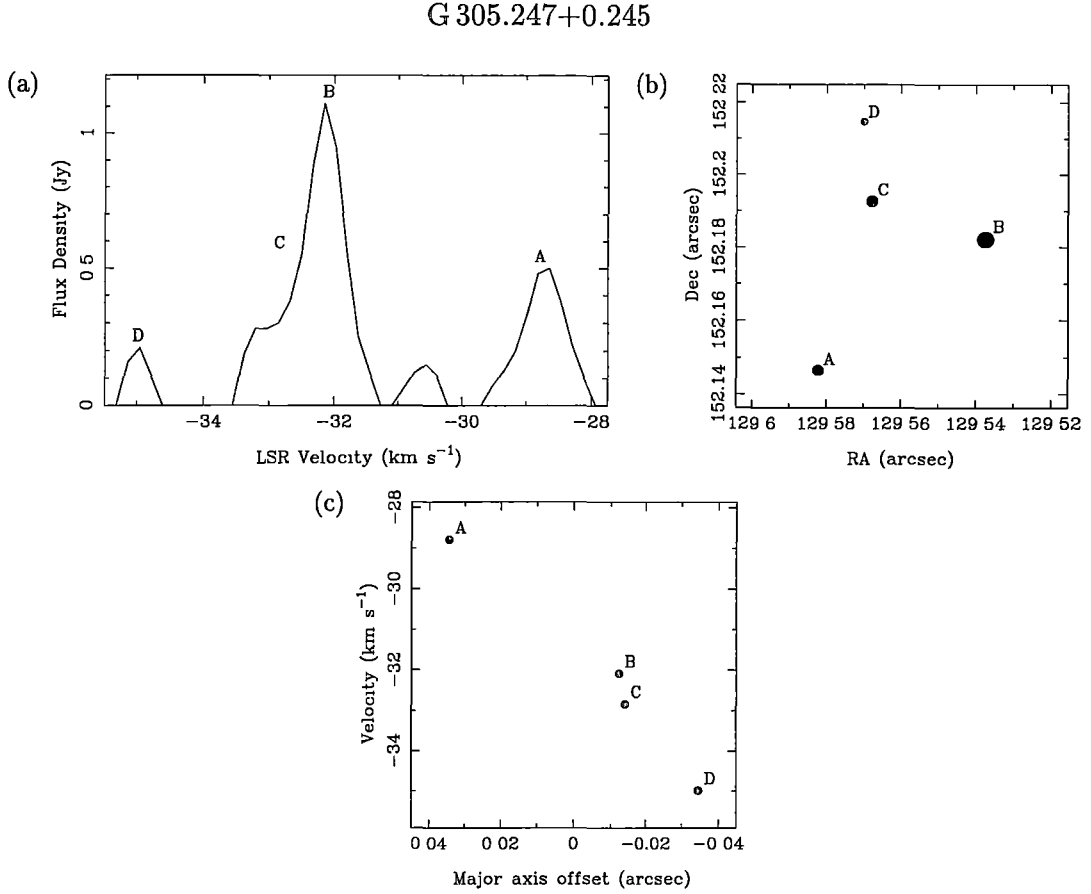 G 305.247+0.245
(a)
B
C
A
D
1
0 5
0
Flux Density (Jy)
−34
−32
−30
−28
LSR Velocity (km s−1)
(b)
D
C
B
A
152.22
152.2
152.18
152.16
152.14
Dec (arcsec)
129 6
129 58
129 56
129 54
129 52
RA (arcsec)
(c)
A
B
C
D
−28
−30
−32
−34
Velocity (km s−1)
0 04
0 02
0
−0.02
−0 04
Major axis offset (arcsec)